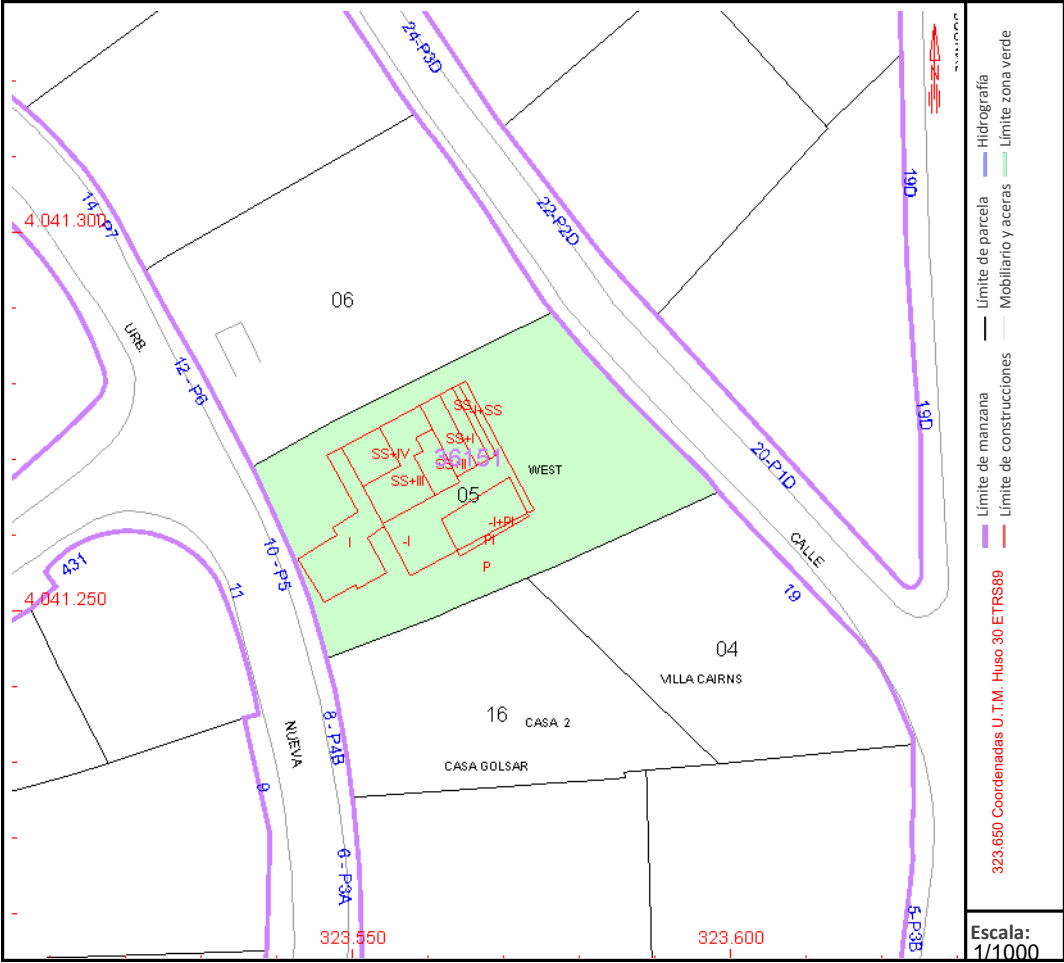 24-P3D
14 - P7
4.041.300
22-P2D
19D
06
URB.
12 - P6
SS
-I+SS
SS+I
SS+IV
36151
SS+II
SS+III
WEST
05
19D
20-P1D
-I+PI
I
-I
PI
P
10 - P5
CALLE
431
11
4.041.250
19
04
VILLA CAIRNS
16
CASA 2
8 - P4B
NUEVA
CASA GOLSAR
9
6 - P3A
5-P3B
323.550
323.600
Límite de manzana
Límite de parcela
Hidrografía
Límite de construcciones
Mobiliario y aceras
Límite zona verde
323.650 Coordenadas U.T.M. Huso 30 ETRS89
Escala:
1/1000